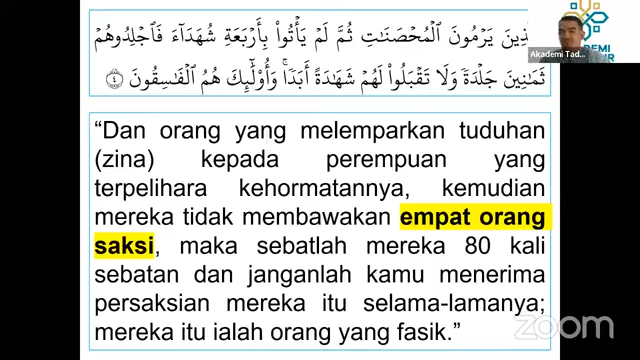 ٱلَّذِينَ يَرْمُونَ ٱلْمُحْصَنَـٰتِ ثُمَّ لَمْ يَأْتُوا۟ بِأَرْبَعَةِ شُهَدَآءَ فَٱجْلِدُوهُمْ
ثَمَـٰنِينَ جَلْدَةً وَلَا تَقْبَلُوا۟ لَهُمْ شَهَـٰدَةً أَبَدًا ۚ وَأُو۟لَـٰٓئِكَ هُمُ ٱلْفَـٰسِقُونَ ٤
Akademi Tad...
“Dan orang yang melemparkan tuduhan
(zina) kepada perempuan yang
terpelihara kehormatannya, kemudian
mereka tidak membawakan empat orang
saksi, maka sebatlah mereka 80 kali
sebatan dan janganlah kamu menerima
persaksian mereka itu selama-lamanya;
mereka itu ialah orang yang fasik.”
zoom